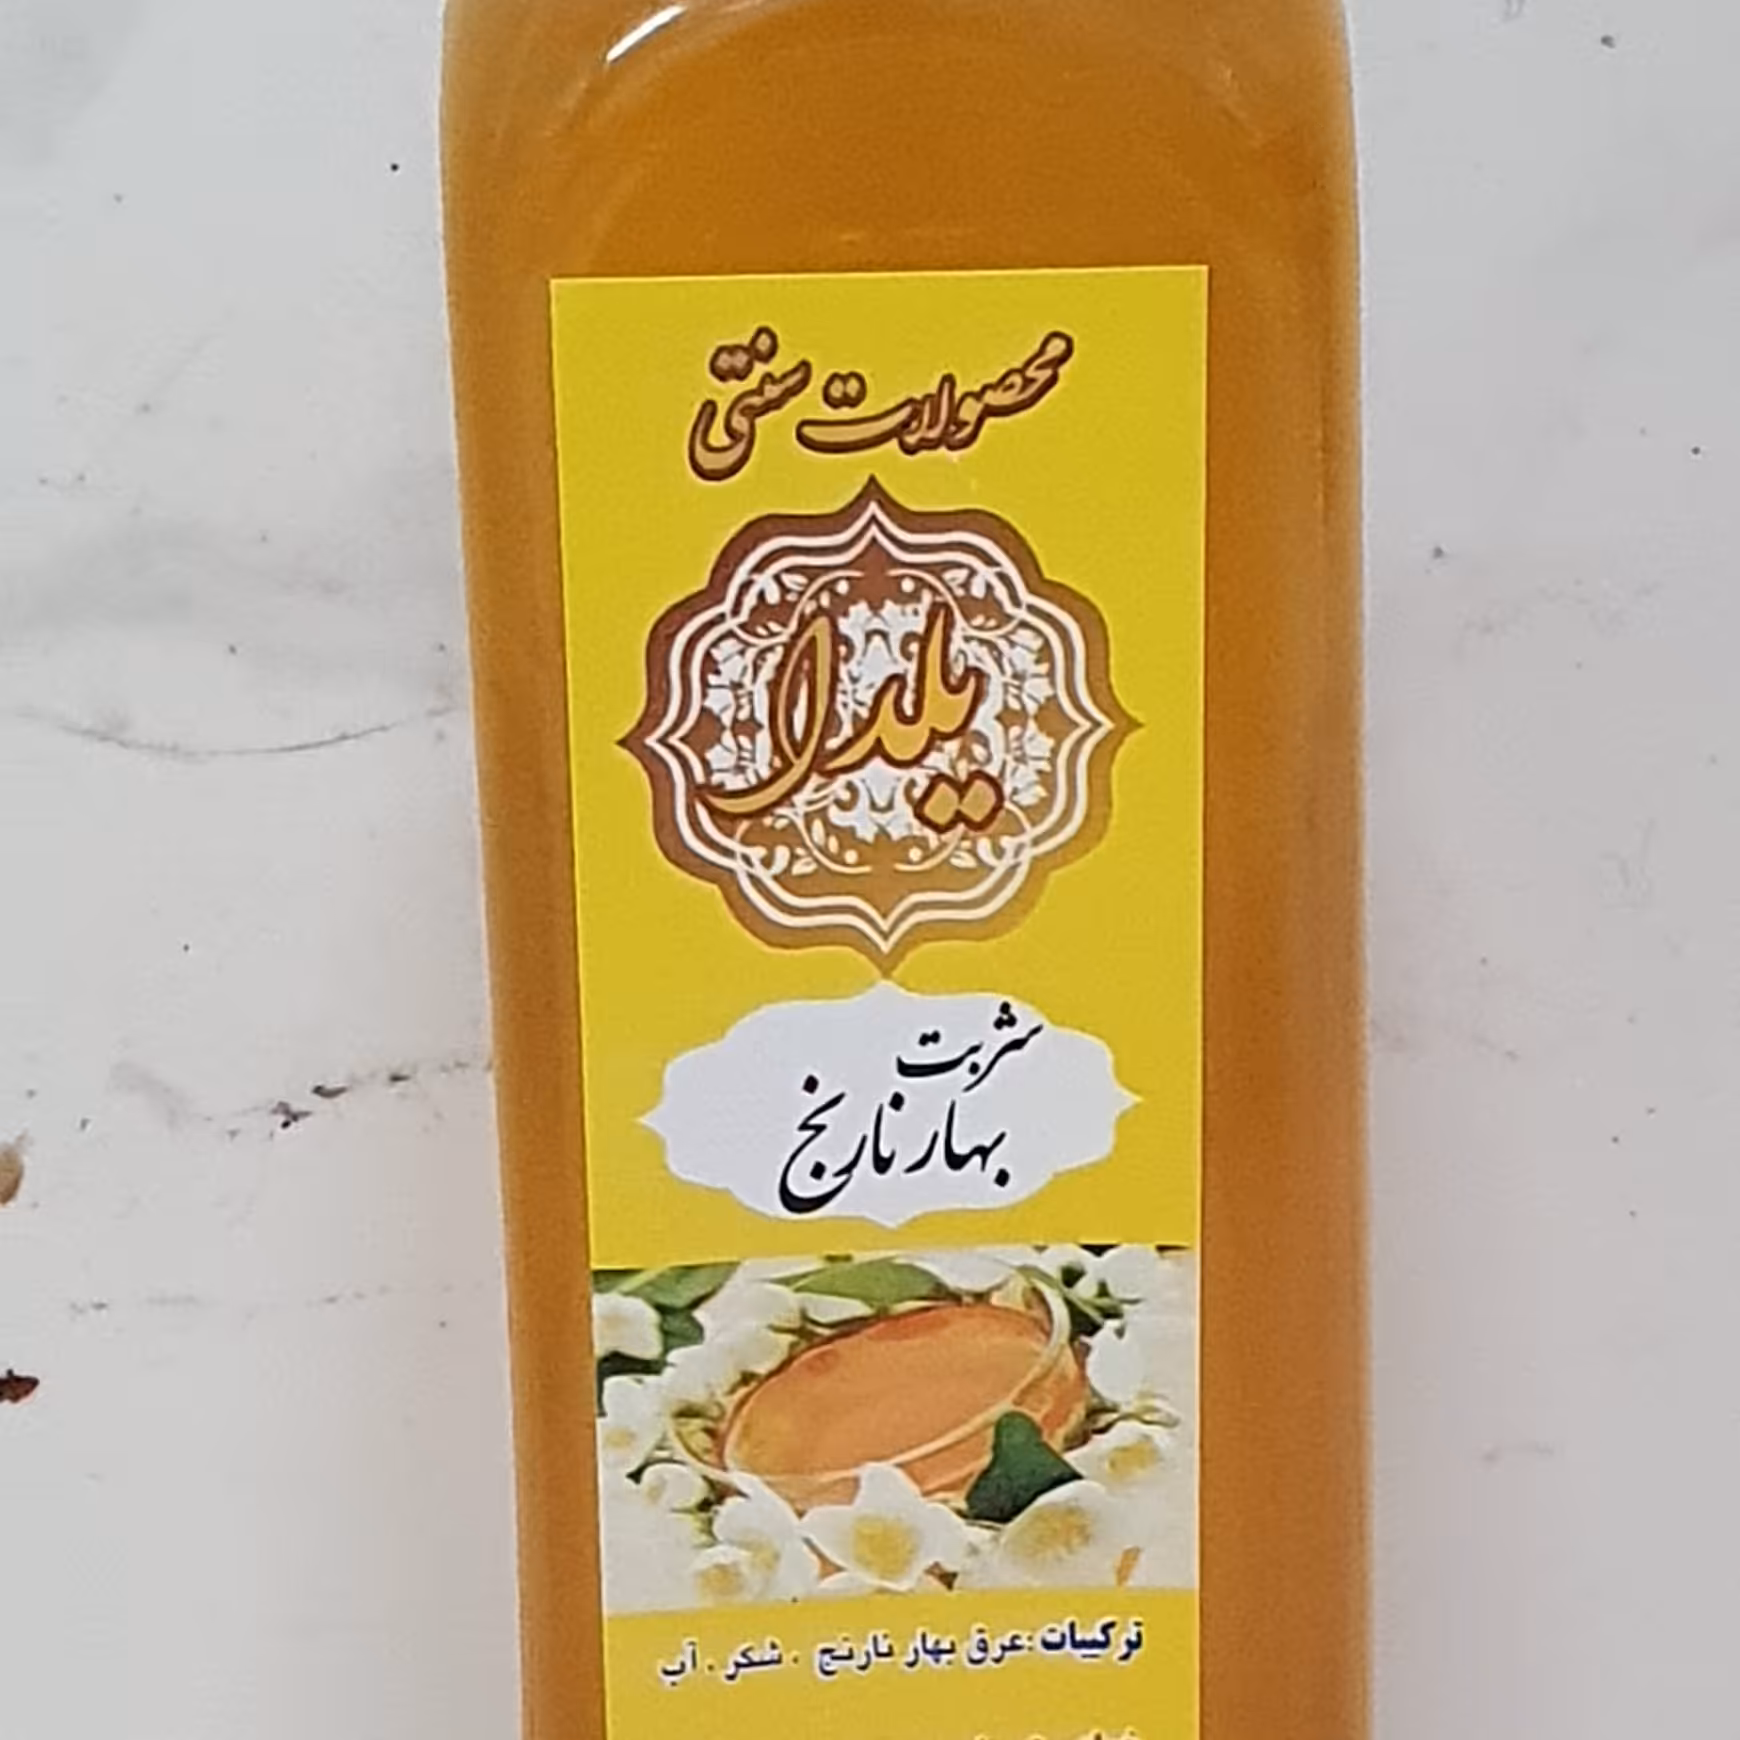 محصولات سنتی
یلدا
شربت
بهار نارنج
ترکیبات: عرق بهار نارنج . شکر . آب